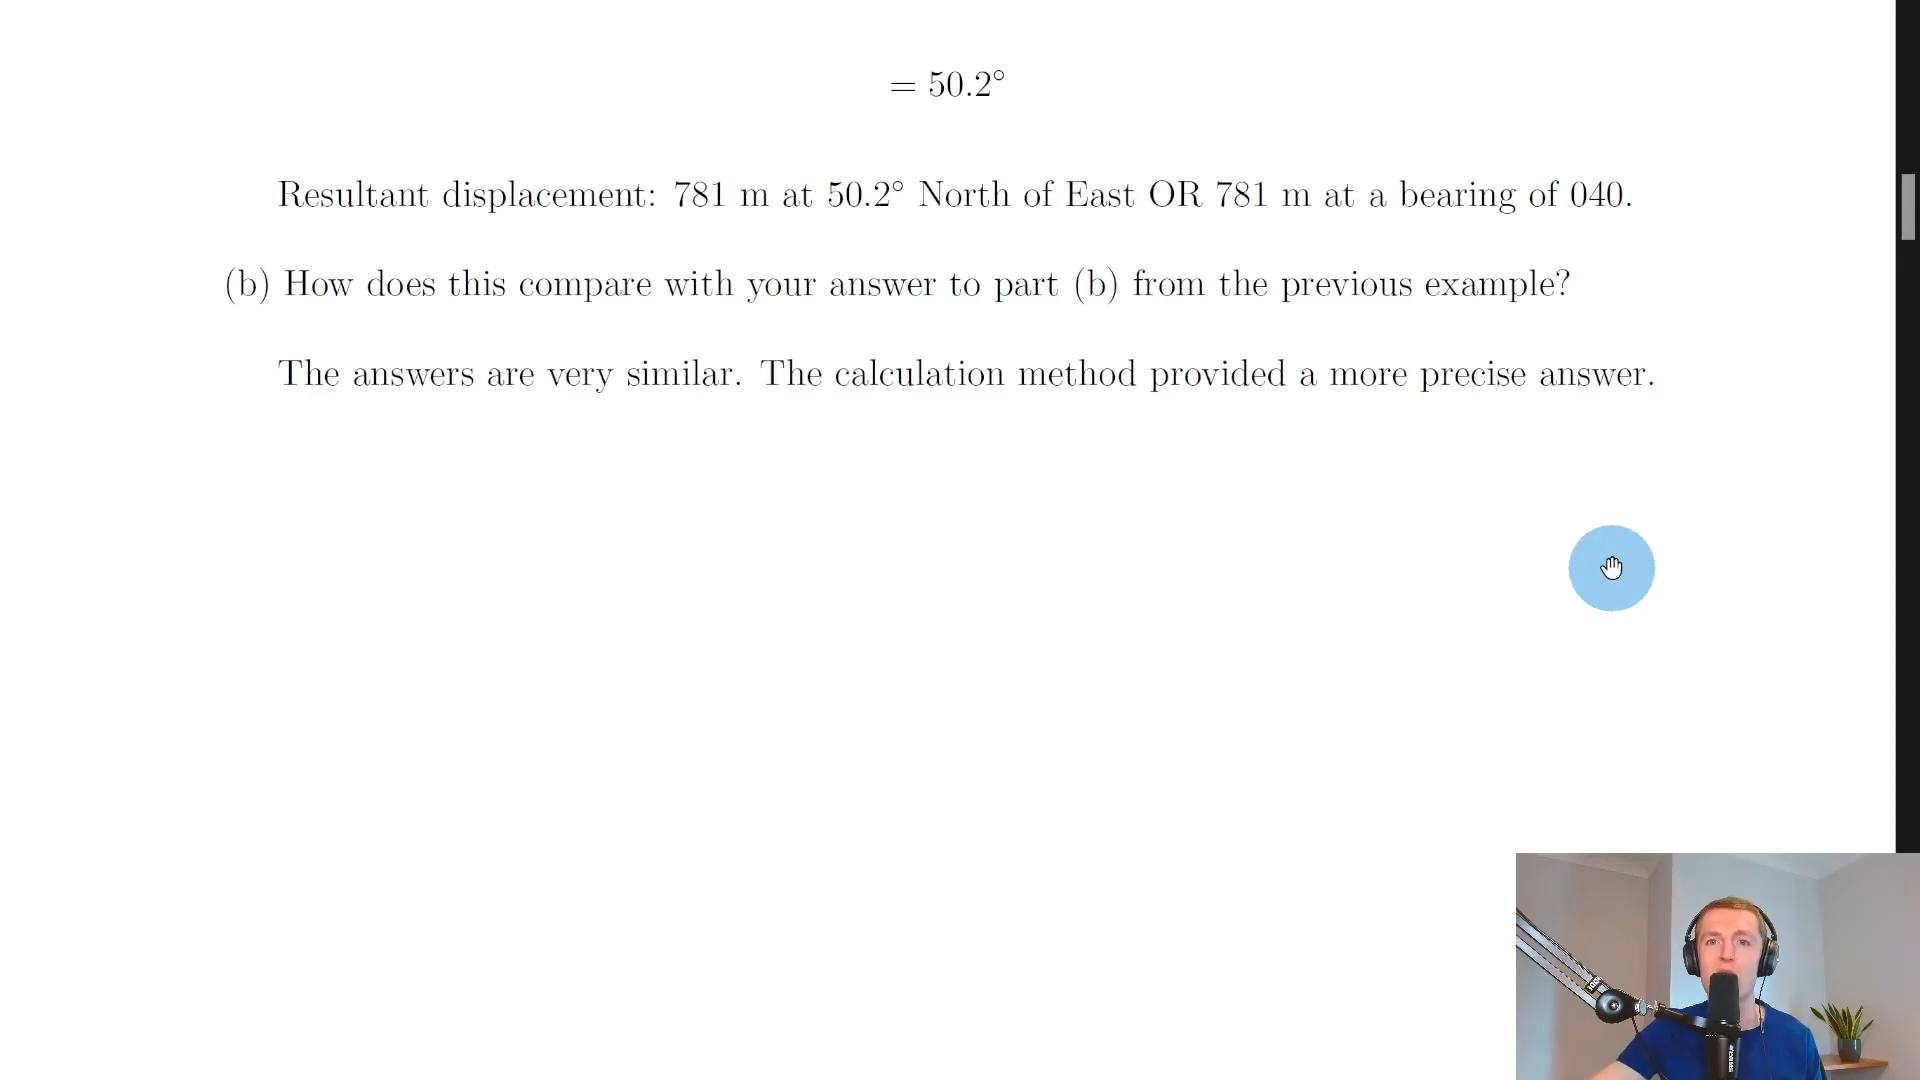 = 50.2°
Resultant displacement: 781 m at 50.2° North of East OR 781 m at a bearing of 040.
(b) How does this compare with your answer to part (b) from the previous example?
The answers are very similar. The calculation method provided a more precise answer.